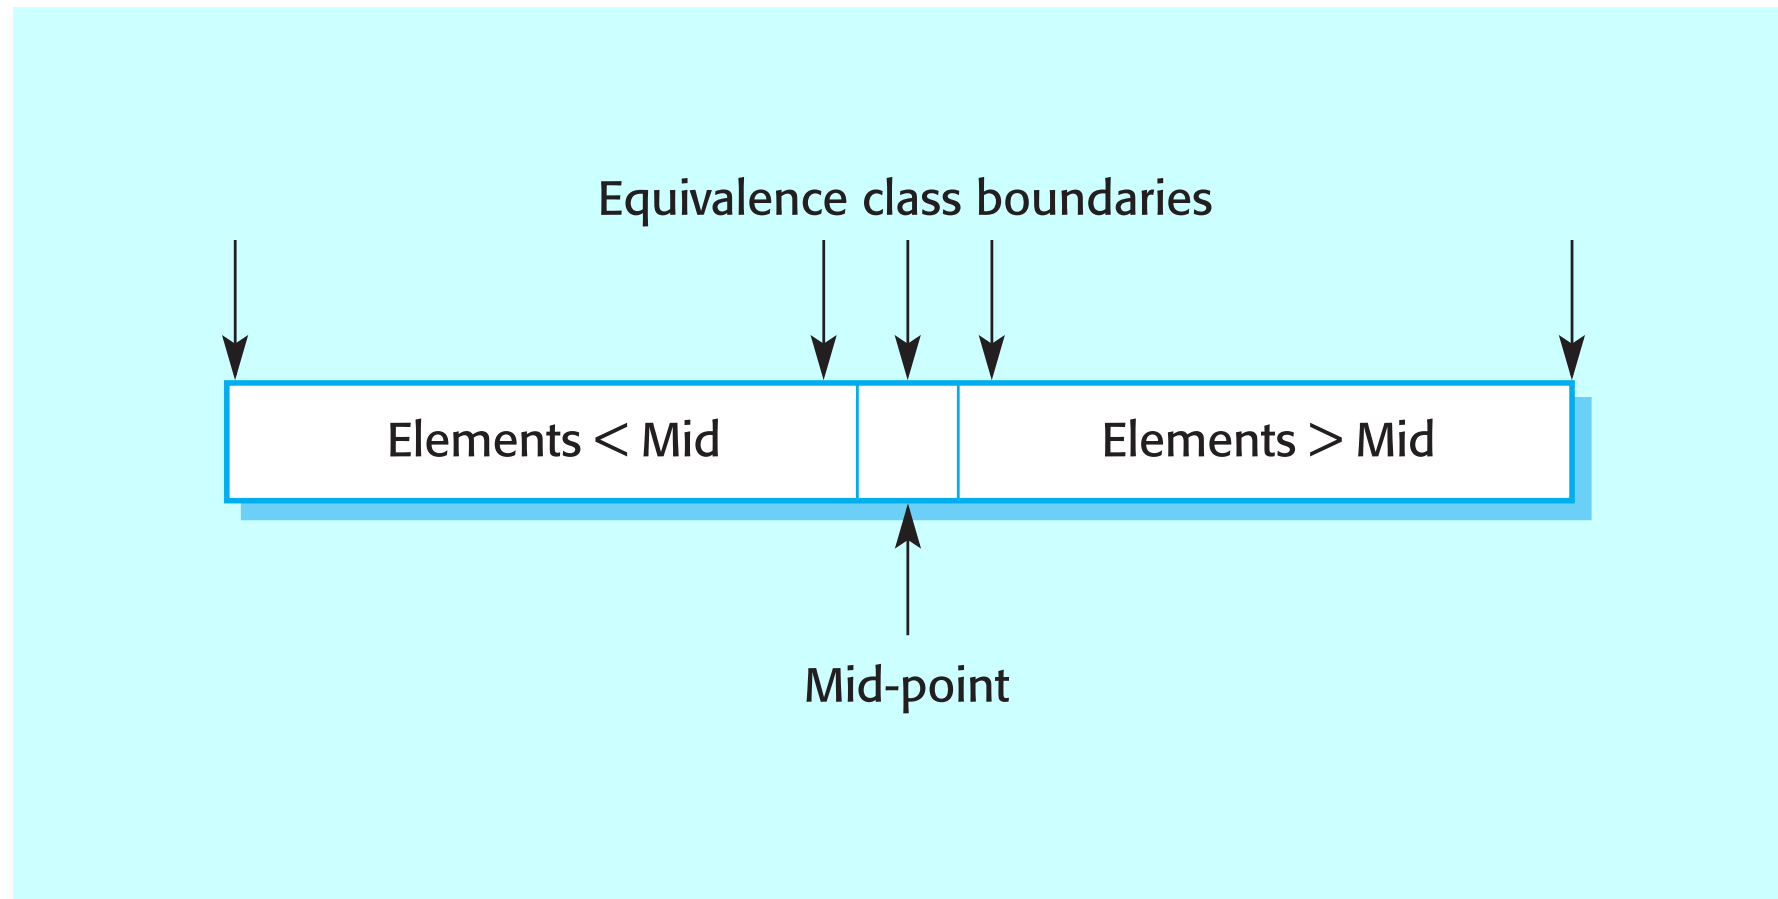 Equivalence class boundaries
Elements < Mid
Elements > Mid
Mid-point